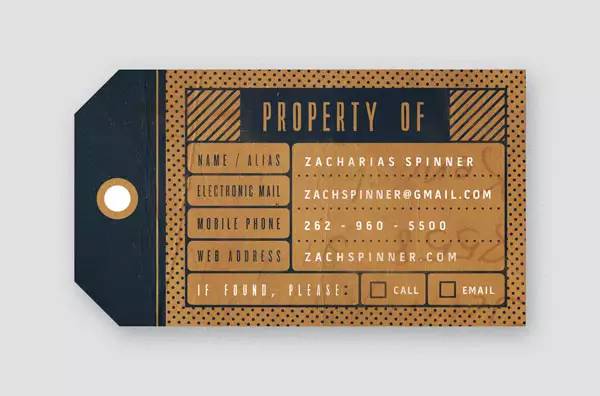 PROPERTY OF
NAME / ALIAS ZACHARIAS SPINNER
ELECTRONIC MAIL ZACHSPINNER@GMAIL.COM
MOBILE PHONE 262 - 960 - 5500
WEB ADDRESS ZACHSPINNER.COM
IF FOUND, PLEASE: CALL EMAIL